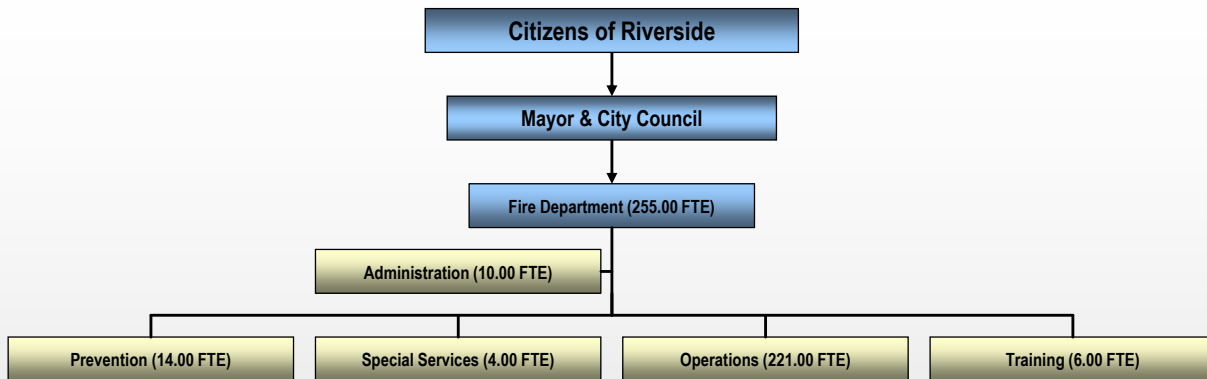 Citizens of Riverside
Mayor & City Council
Fire Department (255.00 FTE)
Administration (10.00 FTE)
Prevention (14.00 FTE)
Special Services (4.00 FTE)
Operations (221.00 FTE)
Training (6.00 FTE)